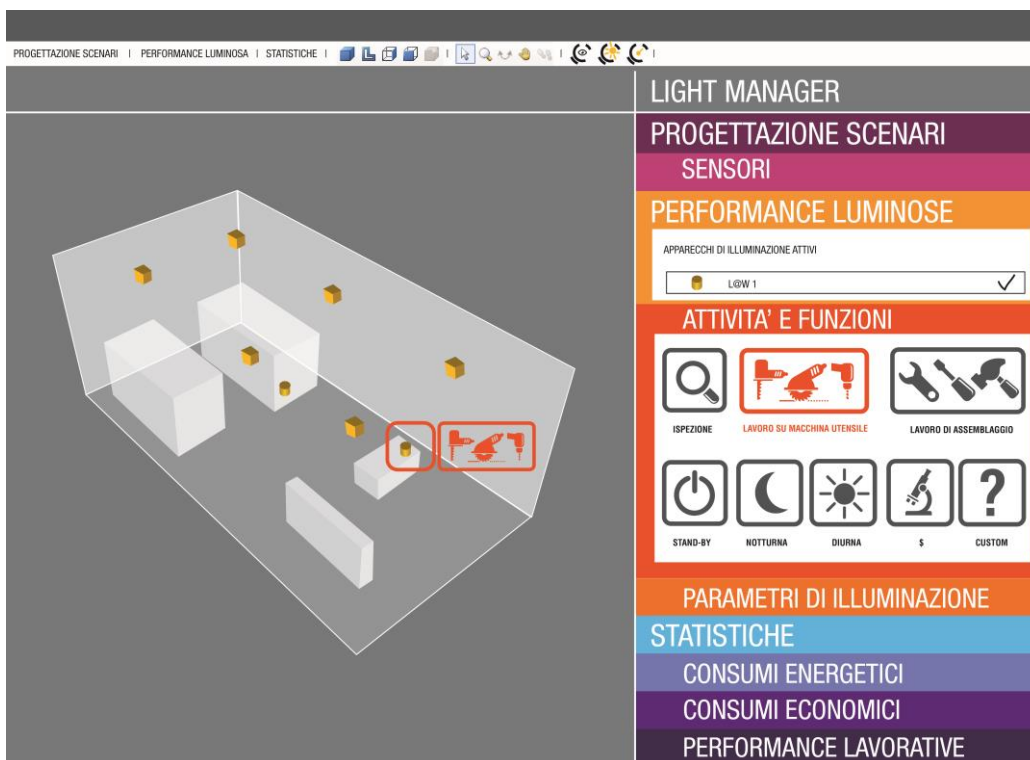 PROGETTAZIONE SCENARI | PERFORMANCE LUMINOSA | STATISTICHE |
LIGHT MANAGER
PROGETTAZIONE SCENARI
SENSORI
PERFORMANCE LUMINOSE
APPARECCHI DI ILLUMINAZIONE ATTIVI
L@W 1
ATTIVITA' E FUNZIONI
ISPEZIONE
LAVORO SU MACCHINA UTENSILE
LAVORO DI ASSEMBLAGGIO
?
STAND-BY
NOTTURNA
DIURNA
$
CUSTOM
PARAMETRI DI ILLUMINAZIONE
STATISTICHE
CONSUMI ENERGETICI
CONSUMI ECONOMICI
PERFORMANCE LAVORATIVE